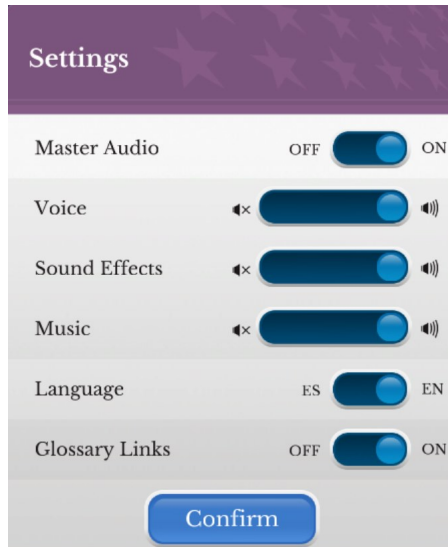 Settings
Master Audio OFF ON
Voice
Sound Effects
Music
Language ES EN
Glossary Links OFF ON
Confirm